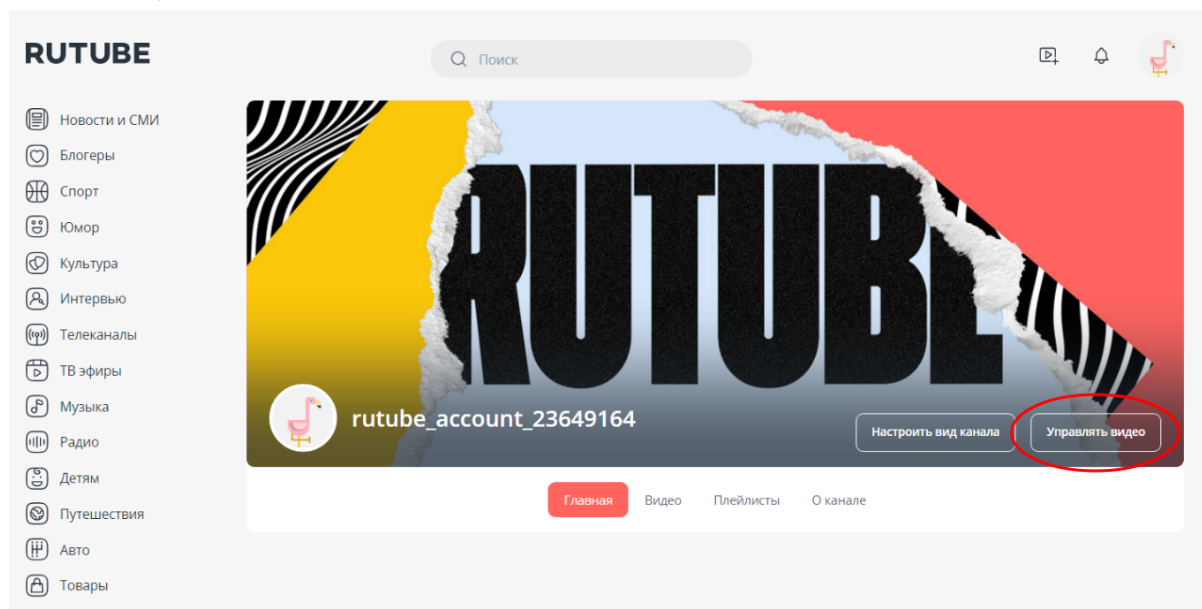 RUTUBE
Поиск
Новости и СМИ
Блогеры
Спорт
Юмор
Культура
Интервью
Телеканалы
ТВ эфиры
Музыка
Радио
Детям
Путешествия
Авто
Товары
RUTUBE
rutube_account_23649164
Настроить вид канала
Управлять видео
Главная Видео Плейлисты О канале